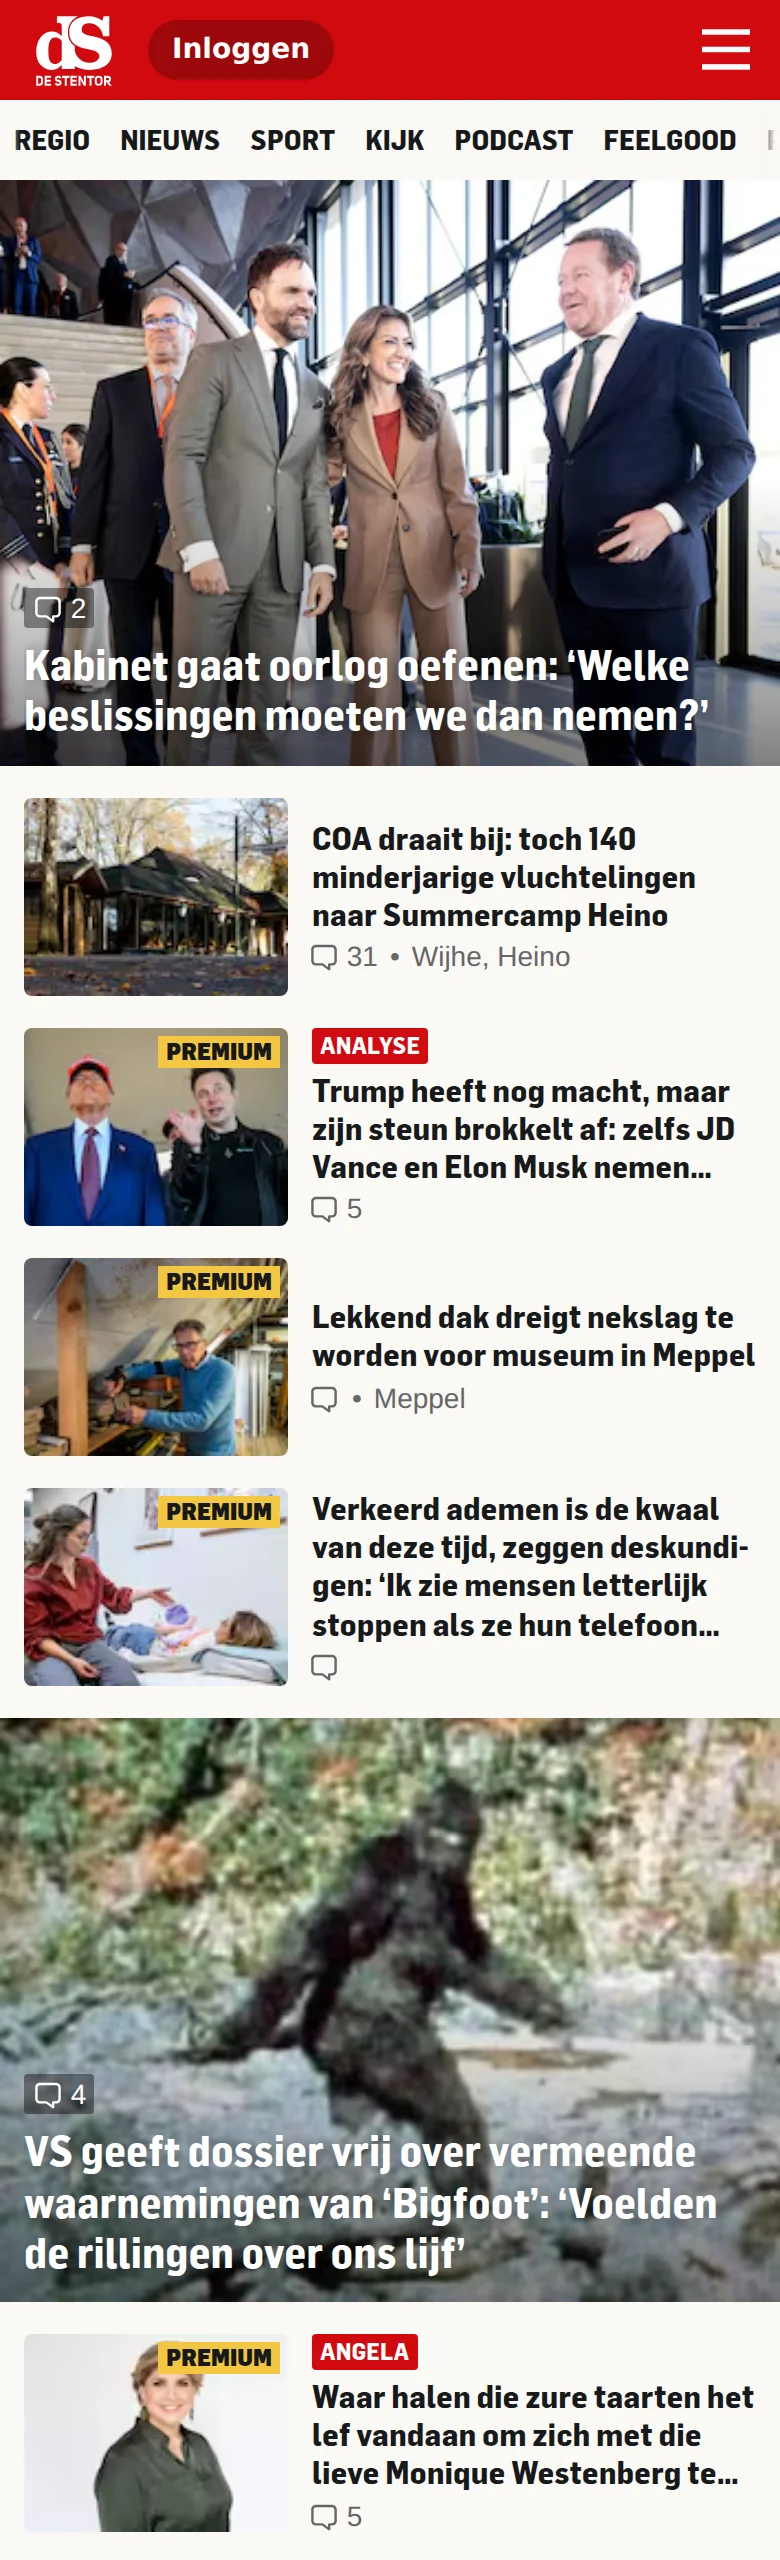 dS
DE STENTOR
Inloggen
REGIO NIEUWS SPORT KIJK PODCAST FEELGOOD
2
Kabinet gaat oorlog oefenen: ‘Welke
beslissingen moeten we dan nemen?’
COA draait bij: toch 140
minderjarige vluchtelingen
naar Summercamp Heino
31 • Wijhe, Heino
PREMIUM
ANALYSE
Trump heeft nog macht, maar
zijn steun brokkelt af: zelfs JD
Vance en Elon Musk nemen...
5
PREMIUM
Lekkend dak dreigt nekslag te
worden voor museum in Meppel
• Meppel
PREMIUM
Verkeerd ademen is de kwaal
van deze tijd, zeggen deskundi-
gen: ‘Ik zie mensen letterlijk
stoppen als ze hun telefoon...
4
VS geeft dossier vrij over vermeende
waarnemingen van ‘Bigfoot’: ‘Voelden
de rillingen over ons lijf’
PREMIUM
ANGELA
Waar halen die zure taarten het
lef vandaan om zich met die
lieve Monique Westenberg te...
5